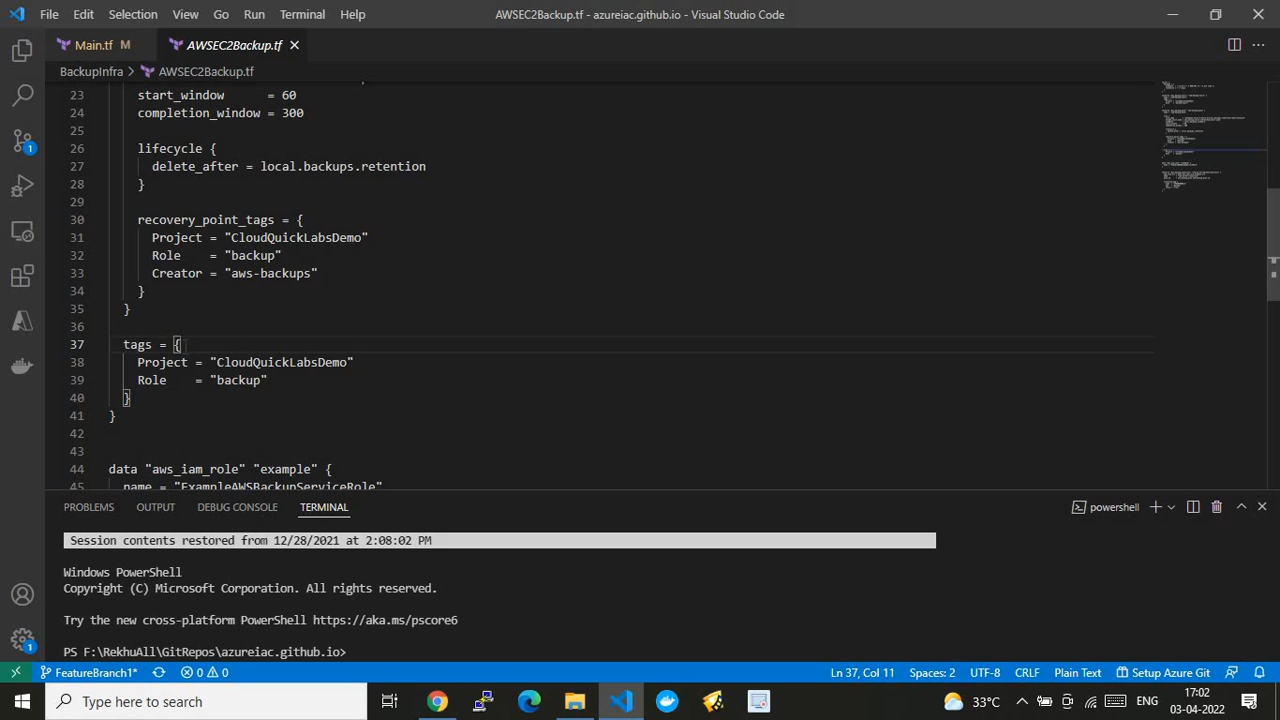 File Edit Selection View Go Run Terminal Help AWSEC2Backup.tf - azureiac.github.io - Visual Studio Code
Main.tf M AWSEC2Backup.tf
BackupInfra > AWSEC2Backup.tf
23 start_window = 60
24 completion_window = 300
25
26 lifecycle {
27 delete_after = local.backups.retention
28 }
29
30 recovery_point_tags = {
31 Project = "CloudQuickLabsDemo"
32 Role = "backup"
33 Creator = "aws-backups"
34 }
35 }
36
37 tags = {
38 Project = "CloudQuickLabsDemo"
39 Role = "backup"
40 }
41 }
42
43
44 data "aws_iam_role" "example" {
45 name = "ExampleAWSBackupServiceRole"
PROBLEMS OUTPUT DEBUG CONSOLE TERMINAL powershell
Session contents restored from 12/28/2021 at 2:08:02 PM
Windows PowerShell
Copyright (C) Microsoft Corporation. All rights reserved.
Try the new cross-platform PowerShell https://aka.ms/pscore6
PS F:\RekhuAll\GitRepos\azureiac.github.io>
FeatureBranch1* 0 0 Ln 37, Col 11 Spaces: 2 UTF-8 CRLF Plain Text Setup Azure Git
Type here to search 33°C ENG 17:02
03-04-2022